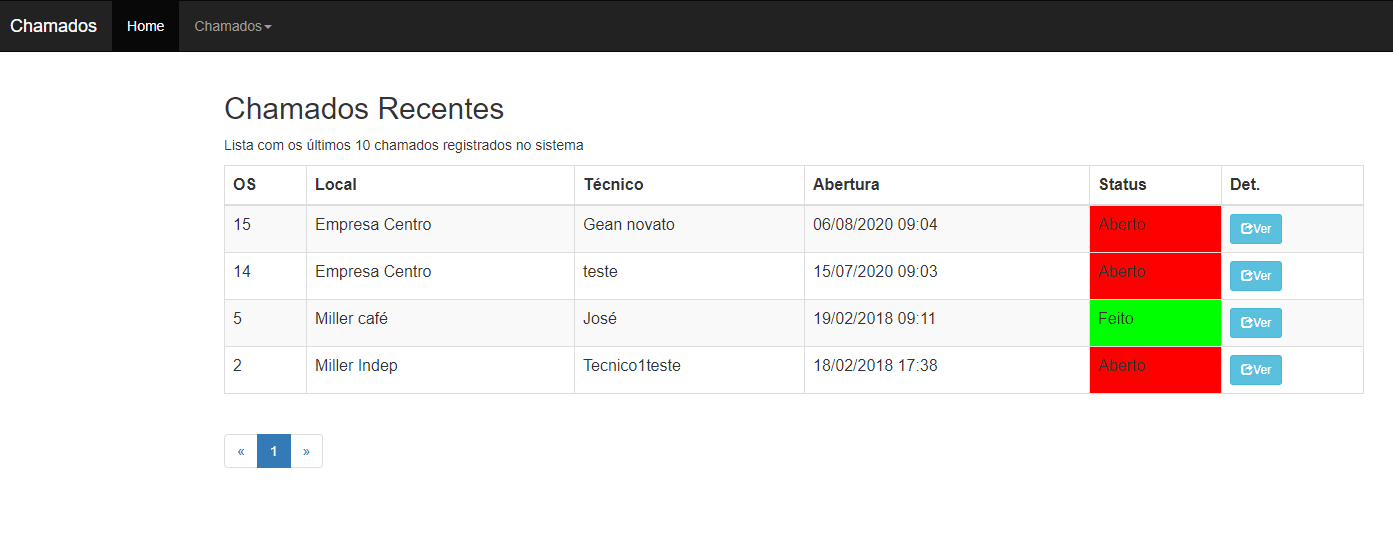 Chamados Home Chamados
Chamados Recentes
Lista com os últimos 10 chamados registrados no sistema
OS Local Técnico Abertura Status Det.
15 Empresa Centro Gean novato 06/08/2020 09:04 Aberto Ver
14 Empresa Centro teste 15/07/2020 09:03 Aberto Ver
5 Miller café José 19/02/2018 09:11 Feito Ver
2 Miller Indep Tecnico1teste 18/02/2018 17:38 Aberto Ver
« 1 »